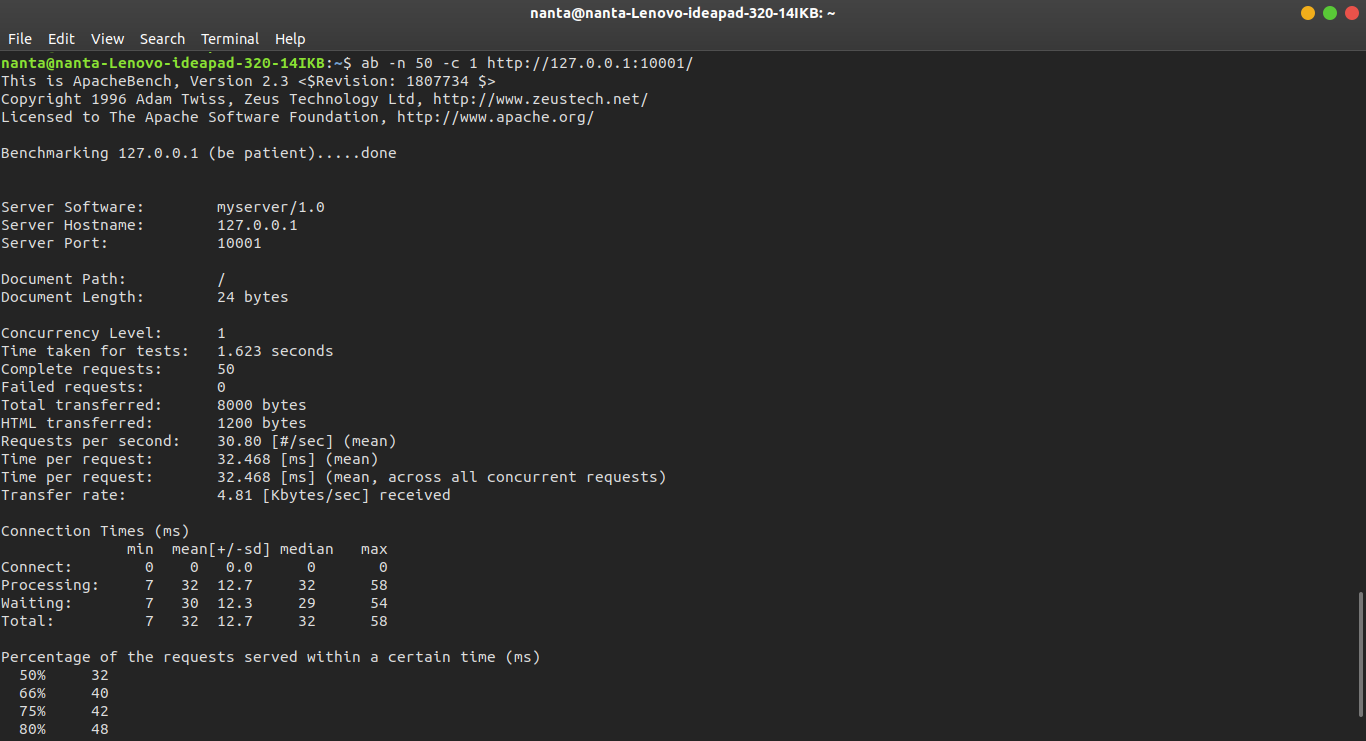 nanta@nanta-Lenovo-ideapad-320-14IKB: ~
File Edit View Search Terminal Help
nanta@nanta-Lenovo-ideapad-320-14IKB:~$ ab -n 50 -c 1 http://127.0.0.1:10001/
This is ApacheBench, Version 2.3 <$Revision: 1807734 $>
Copyright 1996 Adam Twiss, Zeus Technology Ltd, http://www.zeustech.net/
Licensed to The Apache Software Foundation, http://www.apache.org/

Benchmarking 127.0.0.1 (be patient).....done


Server Software:        myserver/1.0
Server Hostname:        127.0.0.1
Server Port:            10001

Document Path:          /
Document Length:        24 bytes

Concurrency Level:      1
Time taken for tests:   1.623 seconds
Complete requests:      50
Failed requests:        0
Total transferred:      8000 bytes
HTML transferred:       1200 bytes
Requests per second:    30.80 [#/sec] (mean)
Time per request:       32.468 [ms] (mean)
Time per request:       32.468 [ms] (mean, across all concurrent requests)
Transfer rate:          4.81 [Kbytes/sec] received

Connection Times (ms)
              min  mean[+/-sd] median   max
Connect:        0    0   0.0      0       0
Processing:     7   32  12.7     32      58
Waiting:        7   30  12.3     29      54
Total:          7   32  12.7     32      58

Percentage of the requests served within a certain time (ms)
  50%     32
  66%     40
  75%     42
  80%     48